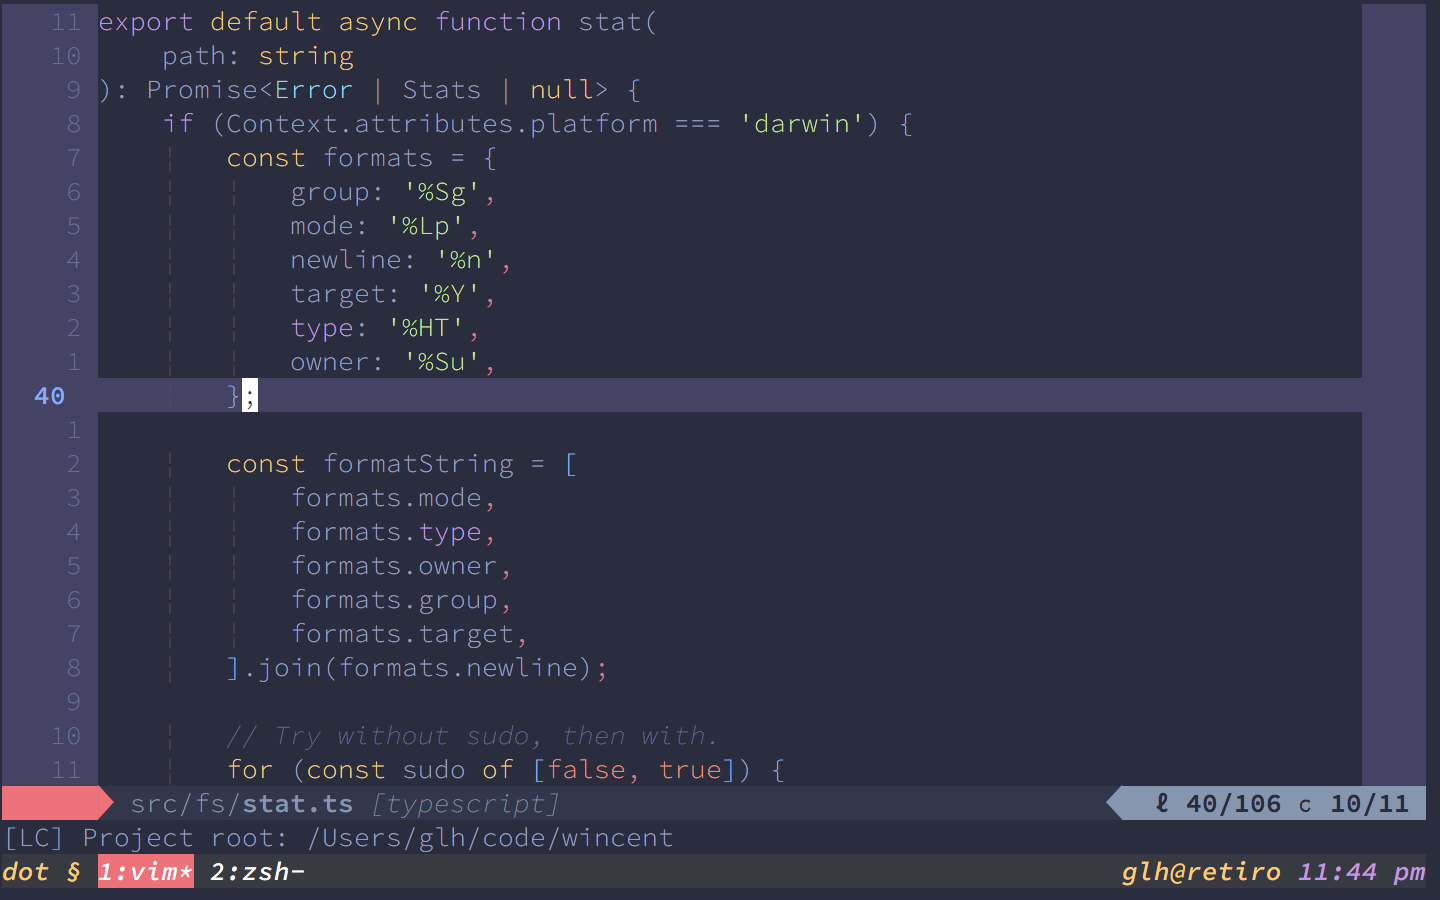 11 export default async function stat(
10     path: string
9 ): Promise<Error | Stats | null> {
8     if (Context.attributes.platform === 'darwin') {
7         const formats = {
6             group: '%Sg',
5             mode: '%Lp',
4             newline: '%n',
3             target: '%Y',
2             type: '%HT',
1             owner: '%Su',
40         };
1
2         const formatString = [
3             formats.mode,
4             formats.type,
5             formats.owner,
6             formats.group,
7             formats.target,
8         ].join(formats.newline);
9
10         // Try without sudo, then with.
11         for (const sudo of [false, true]) {
src/fs/stat.ts [typescript] ℓ 40/106 c 10/11
[LC] Project root: /Users/glh/code/wincent
dot § 1:vim* 2:zsh- glh@retiro 11:44 pm